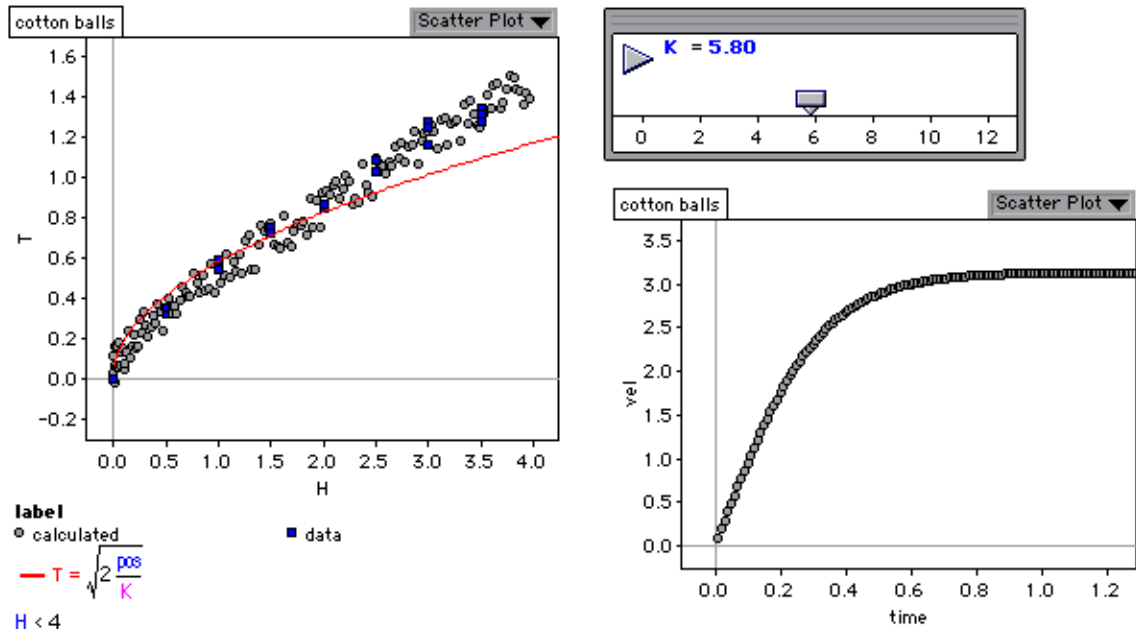 cotton balls
Scatter Plot
1.6
1.4
1.2
1.0
0.8
0.6
0.4
0.2
0.0
-0.2
T
0.0 0.5 1.0 1.5 2.0 2.5 3.0 3.5 4.0
H
label
calculated data
T = √2 pos/K
H < 4
K = 5.80
0 2 4 6 8 10 12
cotton balls
Scatter Plot
3.5
3.0
2.5
2.0
1.5
1.0
0.5
0.0
vel
0.0 0.2 0.4 0.6 0.8 1.0 1.2
time